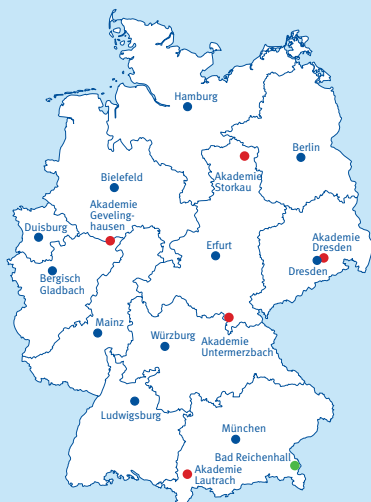 Hamburg
Berlin
Akademie
Storkau
Bielefeld
Akademie
Geveling-
hausen
Duisburg
Erfurt
Akademie
Dresden
Dresden
Bergisch
Gladbach
Mainz
Würzburg
Akademie
Untermerzbach
Ludwigsburg
München
Bad Reichenhall
Akademie
Lautrach